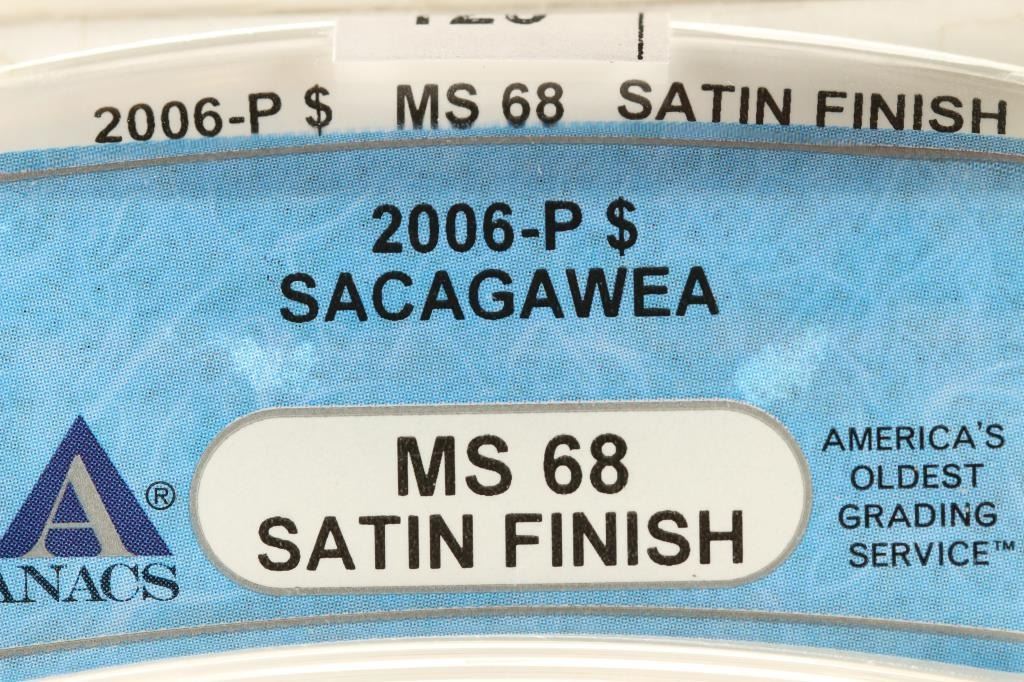 2006-P $ MS 68 SATIN FINISH
2006-P $
SACAGAWEA
MS 68
SATIN FINISH
A®
ANACS
AMERICA'S
OLDEST
GRADING
SERVICE™